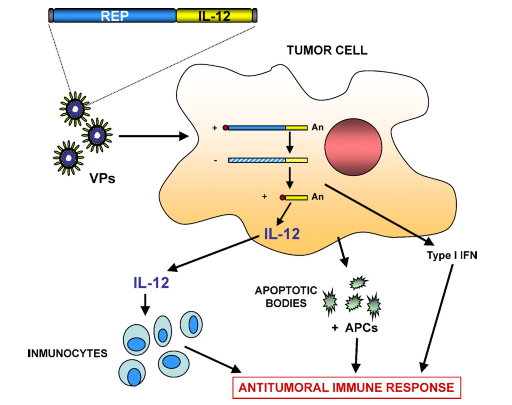 REP IL-12
TUMOR CELL
+ An
-
VPs
+ An
IL-12
Type I IFN
IL-12
APOPTOTIC
BODIES
+ APCs
INMUNOCYTES
ANTITUMORAL IMMUNE RESPONSE